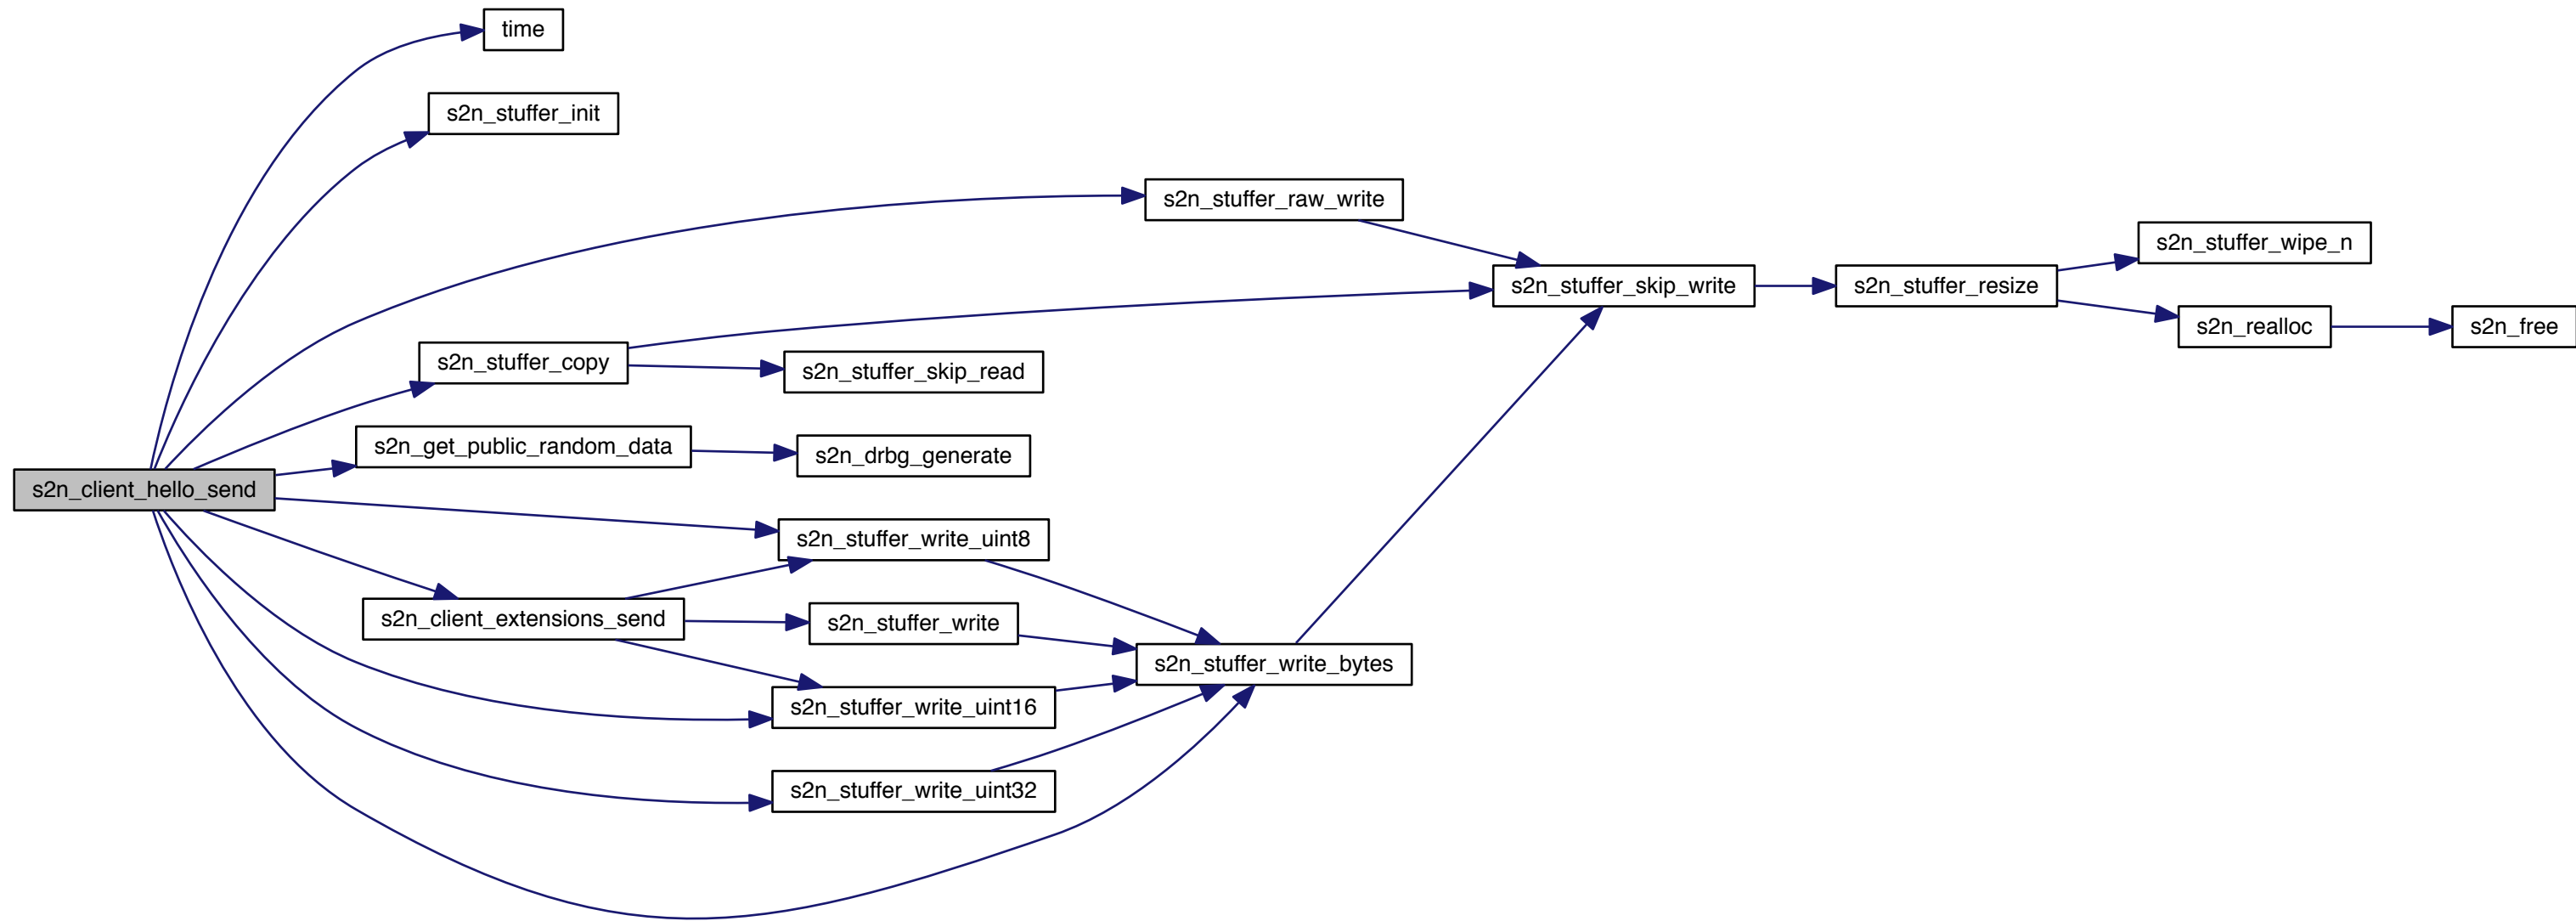 time
s2n_stuffer_init
s2n_stuffer_raw_write
s2n_stuffer_wipe_n
s2n_stuffer_skip_write
s2n_stuffer_resize
s2n_realloc
s2n_free
s2n_stuffer_copy
s2n_stuffer_skip_read
s2n_get_public_random_data
s2n_drbg_generate
s2n_client_hello_send
s2n_stuffer_write_uint8
s2n_client_extensions_send
s2n_stuffer_write
s2n_stuffer_write_bytes
s2n_stuffer_write_uint16
s2n_stuffer_write_uint32